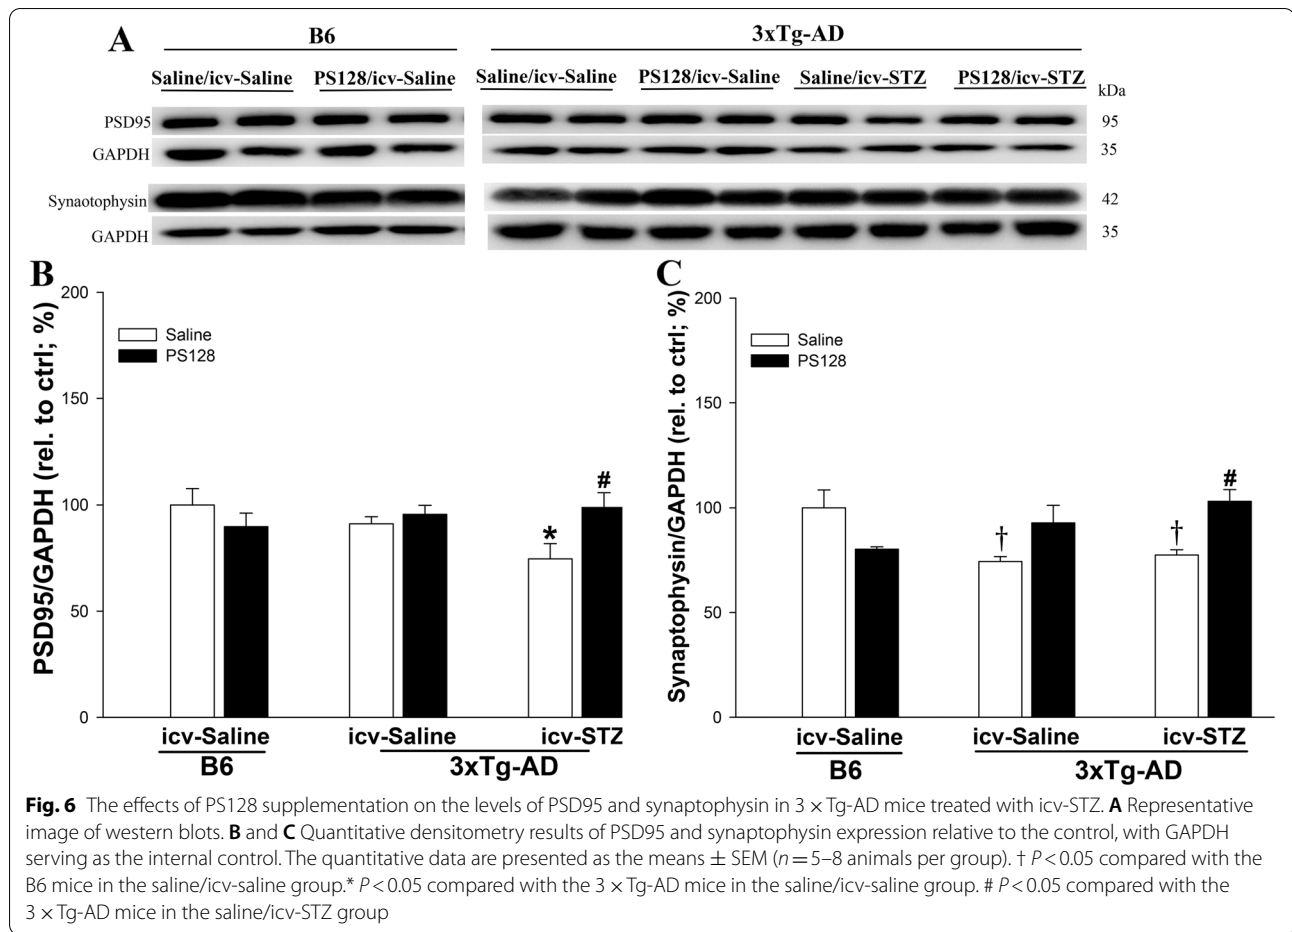 A
B6
3xTg-AD
Saline/icv-Saline PS128/icv-Saline Saline/icv-Saline PS128/icv-Saline Saline/icv-STZ PS128/icv-STZ
kDa
PSD95 95
GAPDH 35
Synaotophysin 42
GAPDH 35
B
PSD95/GAPDH (rel. to ctrl; %)
200
150
100
50
0
Saline
PS128
*
#
icv-Saline icv-Saline icv-STZ
B6 3xTg-AD
C
Synaptophysin/GAPDH (rel. to ctrl; %)
200
150
100
50
0
Saline
PS128
†
†
#
icv-Saline icv-Saline icv-STZ
B6 3xTg-AD
Fig. 6 The effects of PS128 supplementation on the levels of PSD95 and synaptophysin in 3 × Tg-AD mice treated with icv-STZ. A Representative
image of western blots. B and C Quantitative densitometry results of PSD95 and synaptophysin expression relative to the control, with GAPDH
serving as the internal control. The quantitative data are presented as the means ± SEM (n = 5–8 animals per group). † P < 0.05 compared with the
B6 mice in the saline/icv-saline group.* P < 0.05 compared with the 3 × Tg-AD mice in the saline/icv-saline group. # P < 0.05 compared with the
3 × Tg-AD mice in the saline/icv-STZ group